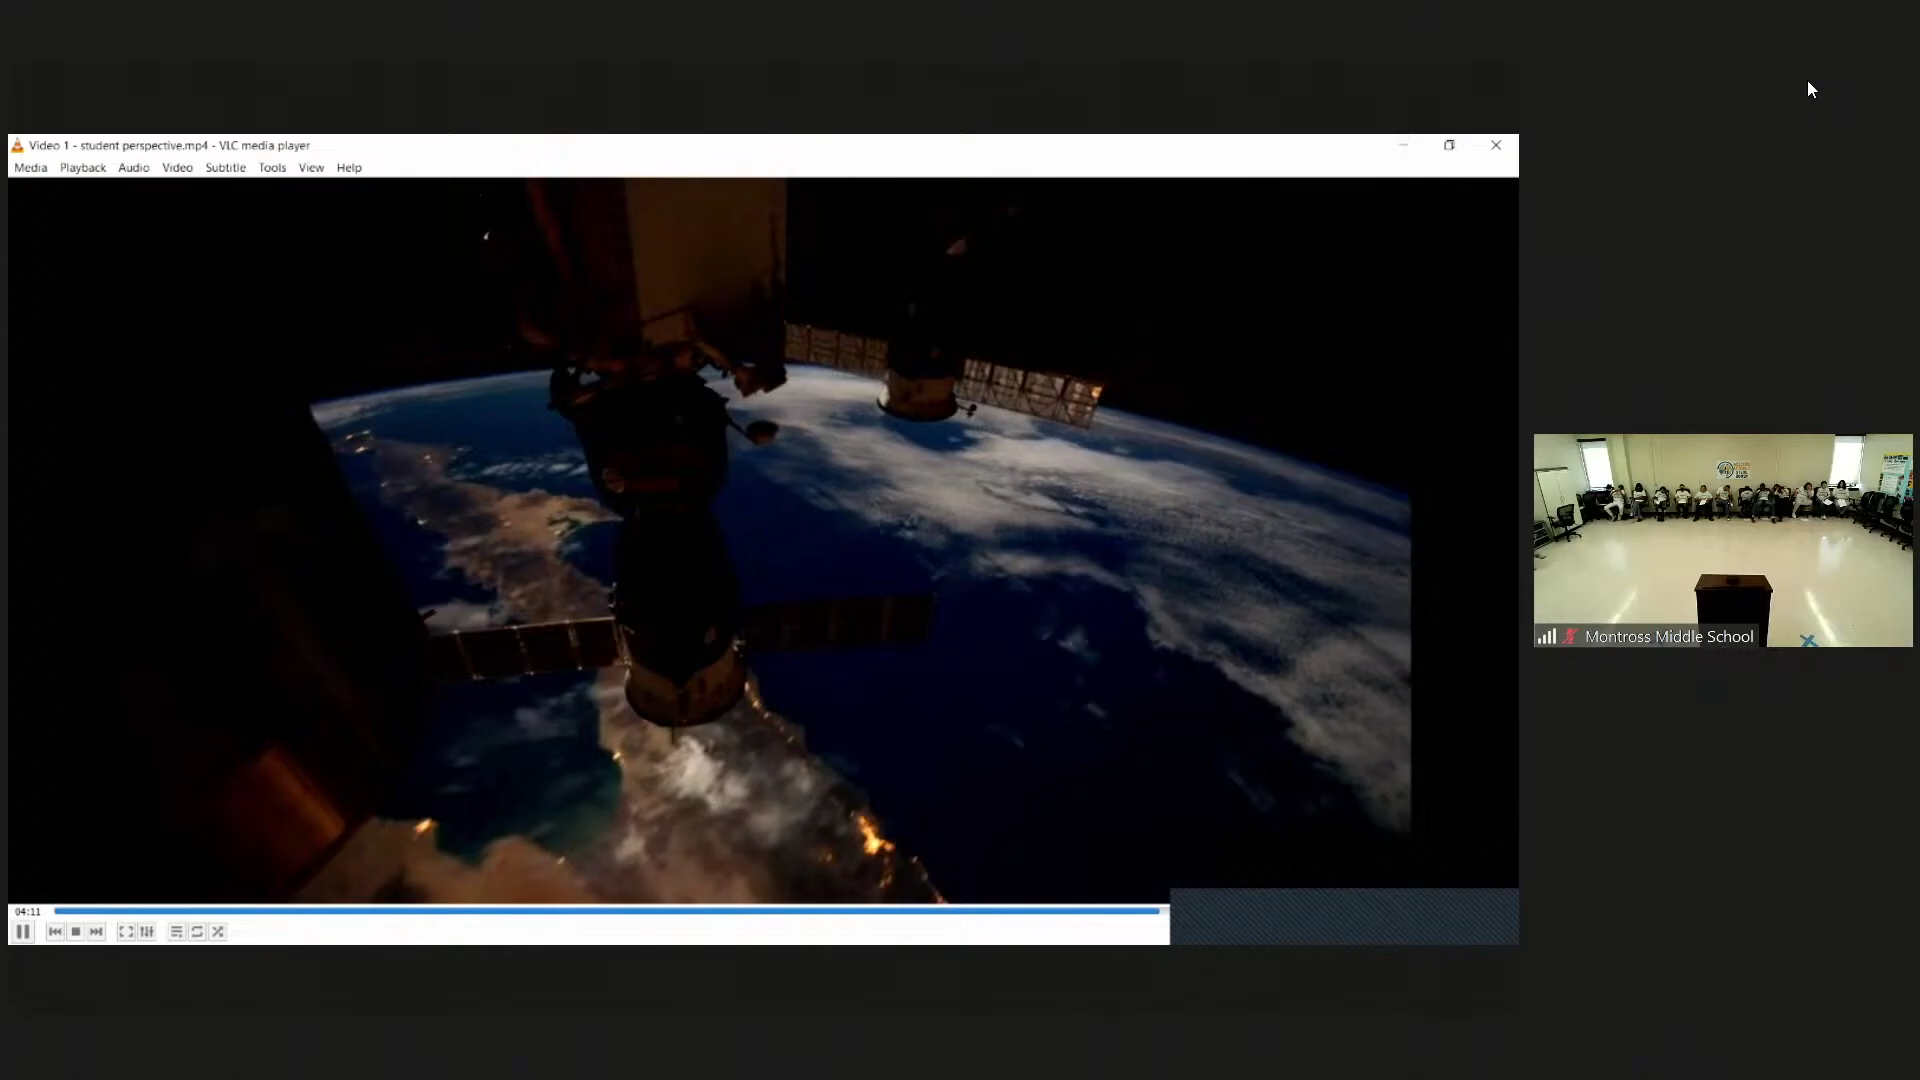 Video 1 - student perspective.mp4 - VLC media player
Media Playback Audio Video Subtitle Tools View Help
04:11
Montross Middle School